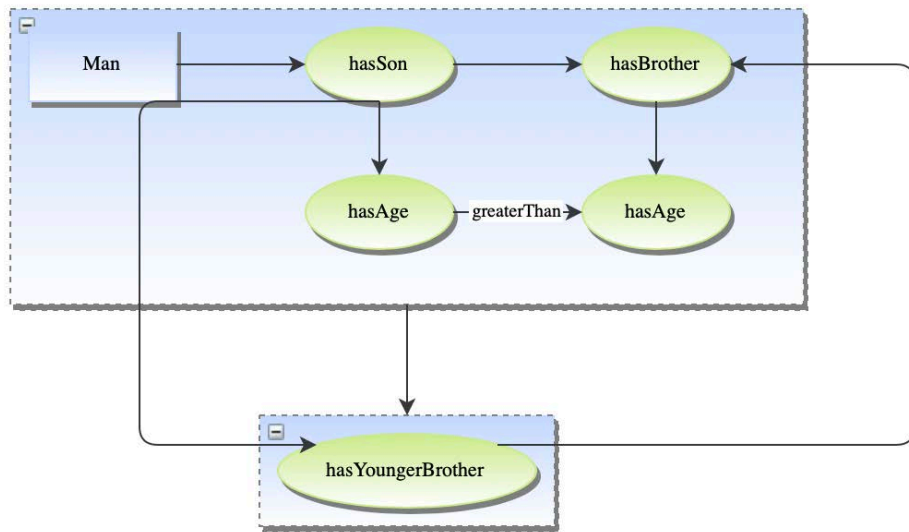 Man
hasSon
hasBrother
hasAge
greaterThan
hasAge
hasYoungerBrother